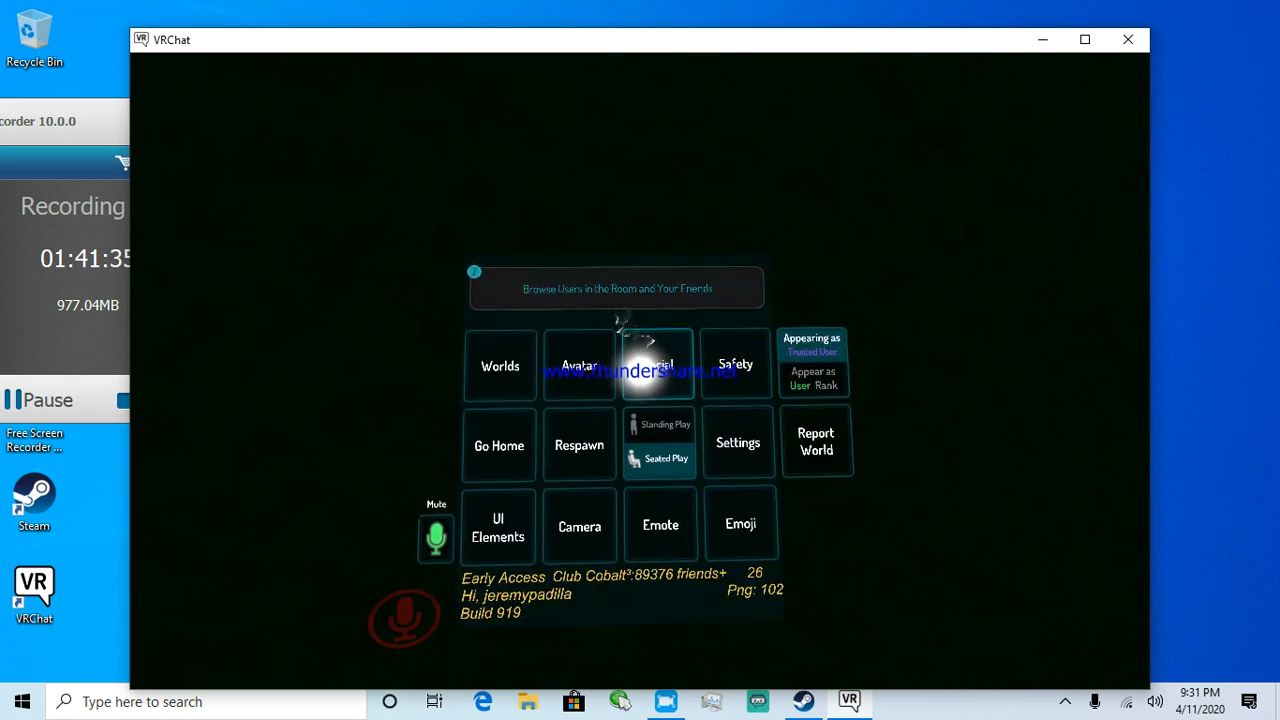 Recycle Bin
VRChat
corder 10.0.0
Recording
01:41:35
977.04MB
Pause
Free Screen
Recorder ...
Steam
VR
VRChat
Browse Users in the Room and Your Friends
Worlds
Avatar
Safety
Appearing as
Trusted User
Appear as
User Rank
www.thundershare.net
Go Home
Respawn
Standing Play
Seated Play
Settings
Report
World
Mute
UI
Elements
Camera
Emote
Emoji
Early Access Club Cobalt³:89376 friends+ 26
Hi, jeremypadilla Png: 102
Build 919
Type here to search
VR
9:31 PM
4/11/2020